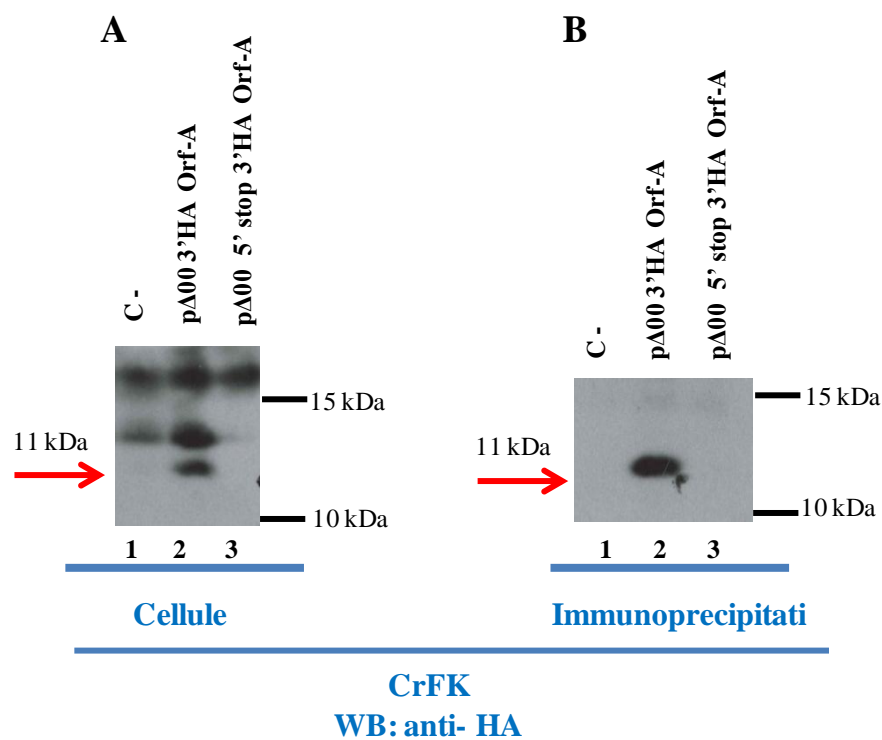 A
C -
pΔ00 3’HA Orf-A
pΔ00 5’ stop 3’HA Orf-A
15 kDa
11 kDa
10 kDa
1 2 3
Cellule
B
C -
pΔ00 3’HA Orf-A
pΔ00 5’ stop 3’HA Orf-A
15 kDa
11 kDa
10 kDa
1 2 3
Immunoprecipitati
CrFK
WB: anti- HA